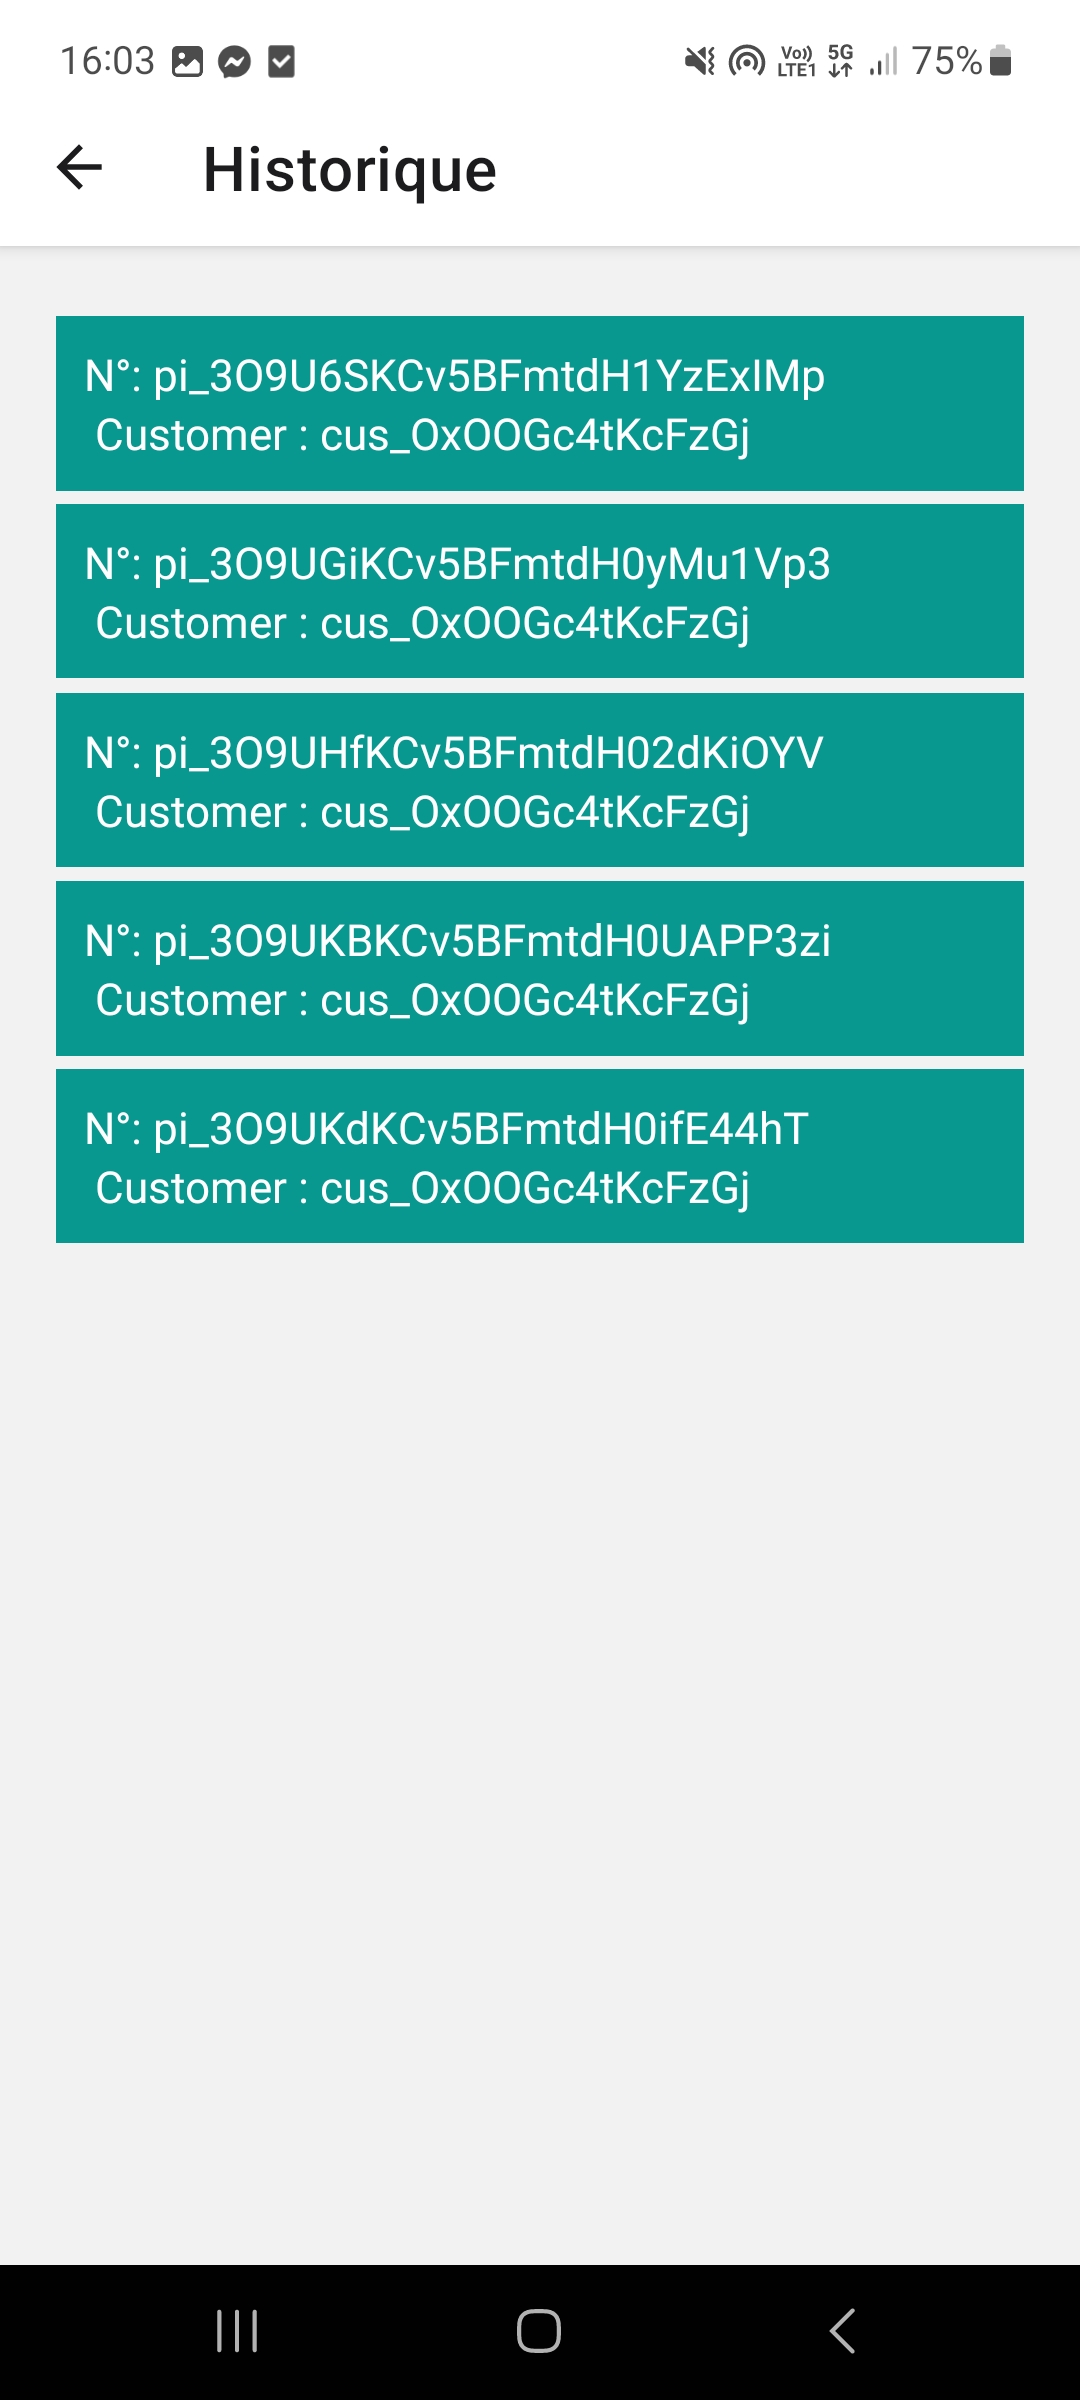 16:03
Vo)) LTE1 5G 75%
Historique
N°: pi_3O9U6SKCv5BFmtdH1YzExIMp
Customer : cus_OxOOGc4tKcFzGj
N°: pi_3O9UGiKCv5BFmtdH0yMu1Vp3
Customer : cus_OxOOGc4tKcFzGj
N°: pi_3O9UHfKCv5BFmtdH02dKiOYV
Customer : cus_OxOOGc4tKcFzGj
N°: pi_3O9UKBKCv5BFmtdH0UAPP3zi
Customer : cus_OxOOGc4tKcFzGj
N°: pi_3O9UKdKCv5BFmtdH0ifE44hT
Customer : cus_OxOOGc4tKcFzGj